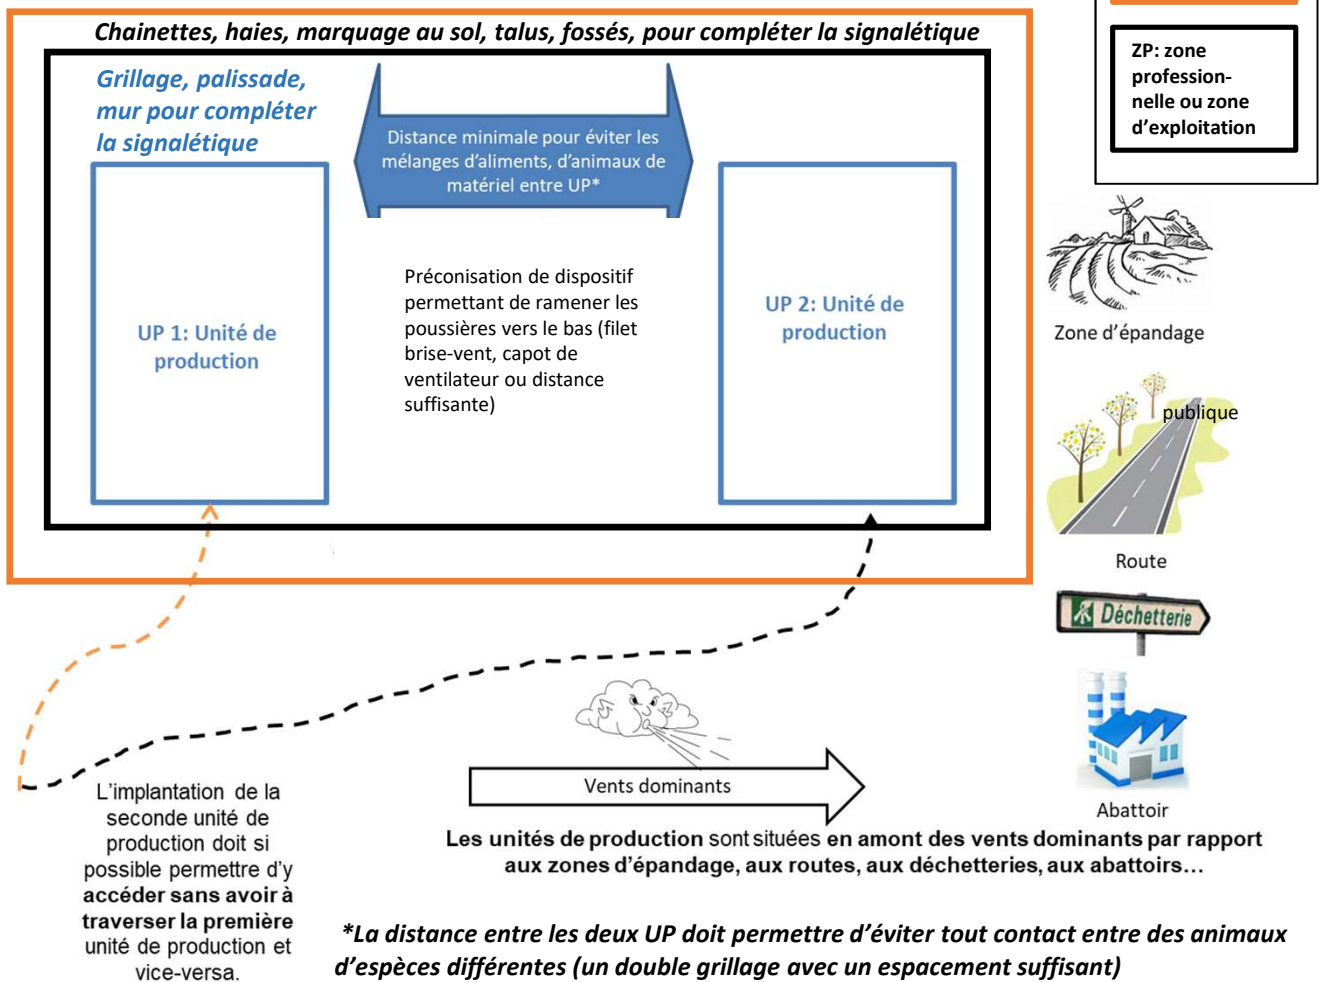 Chainettes, haies, marquage au sol, talus, fossés, pour compléter la signalétique
Grillage, palissade,
mur pour compléter
la signalétique
Distance minimale pour éviter les
mélanges d'aliments, d'animaux de
matériel entre UP*
ZP: zone
profession-
nelle ou zone
d'exploitation
UP 1: Unité de
production
Préconisation de dispositif
permettant de ramener les
poussières vers le bas (filet
brise-vent, capot de
ventilateur ou distance
suffisante)
UP 2: Unité de
production
Zone d'épandage
publique
Route
Déchetterie
Abattoir
Vents dominants
L'implantation de la
seconde unité de
production doit si
possible permettre d'y
accéder sans avoir à
traverser la première
unité de production et
vice-versa.
Les unités de production sont situées en amont des vents dominants par rapport
aux zones d'épandage, aux routes, aux déchetteries, aux abattoirs…
*La distance entre les deux UP doit permettre d'éviter tout contact entre des animaux
d'espèces différentes (un double grillage avec un espacement suffisant)